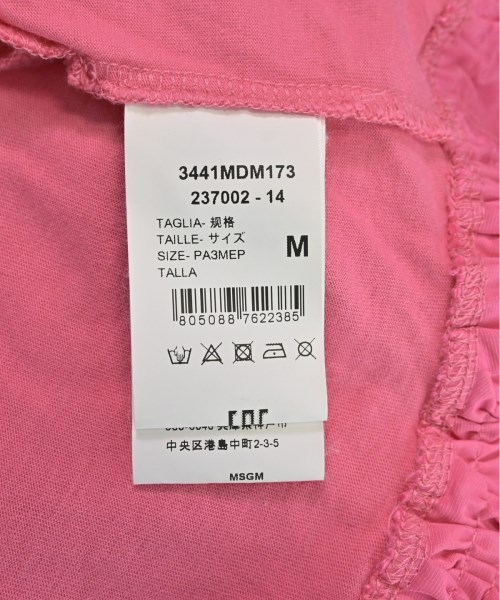 3441MDM173
237002 - 14
TAGLIA- 规格
TAILLE- サイズ
SIZE- РАЗМЕР
TALLA
M
805088 7622385
中央区港島中町2-3-5
MSGM